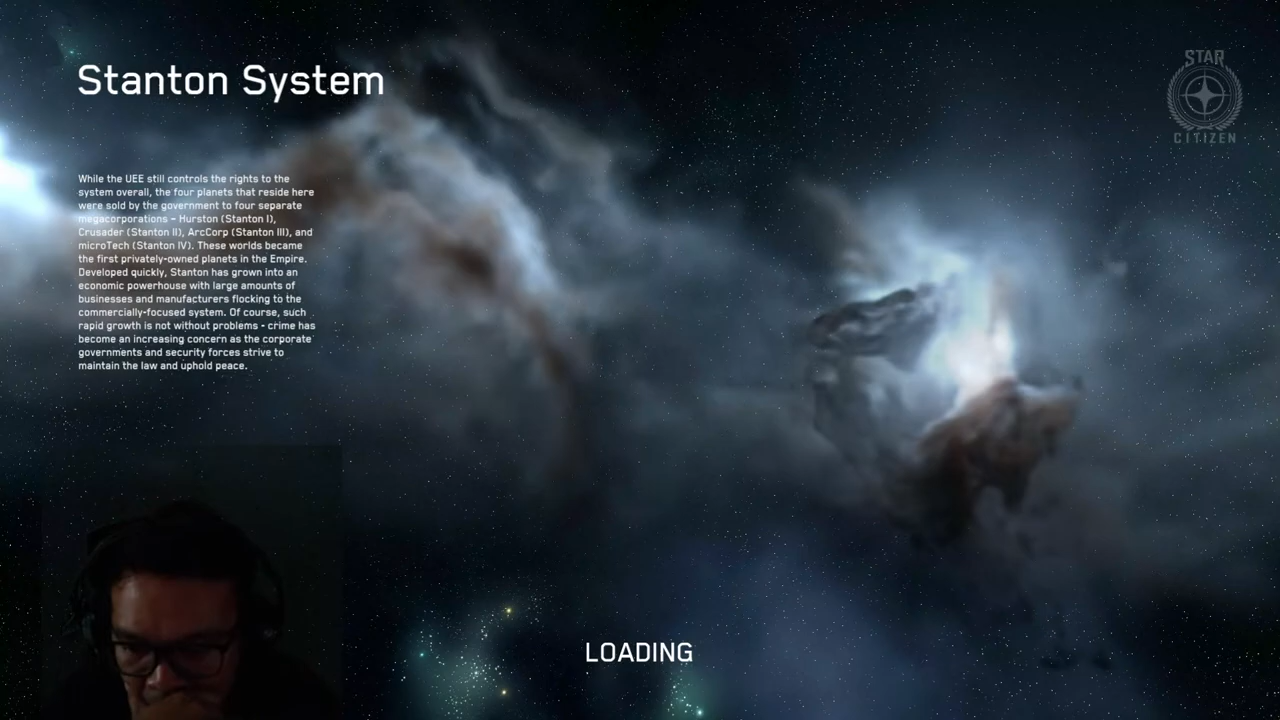 Stanton System
STAR
CITIZEN
While the UEE still controls the rights to the
system overall, the four planets that reside here
were sold by the government to four separate
megacorporations – Hurston (Stanton I),
Crusader (Stanton II), ArcCorp (Stanton III), and
microTech (Stanton IV). These worlds became
the first privately-owned planets in the Empire.
Developed quickly, Stanton has grown into an
economic powerhouse with large amounts of
businesses and manufacturers flocking to the
commercially-focused system. Of course, such
rapid growth is not without problems - crime has
become an increasing concern as the corporate
governments and security forces strive to
maintain the law and uphold peace.
LOADING